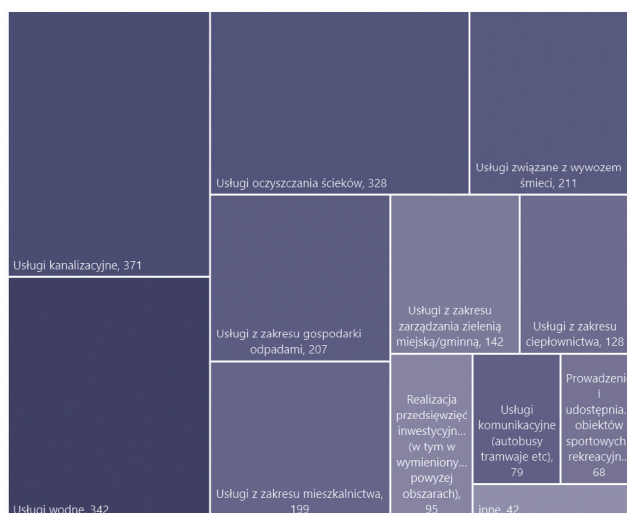 Usługi kanalizacyjne, 371
Usługi wodne, 342
Usługi oczyszczania ścieków, 328
Usługi związane z wywozem
śmieci, 211
Usługi z zakresu gospodarki
odpadami, 207
Usługi z zakresu mieszkalnictwa,
199
Usługi z zakresu
zarządzania zielenią
miejską/gminną, 142
Usługi z zakresu
ciepłownictwa, 128
Realizacja
przedsięwzięć
inwestycyjn...
(w tym w
wymieniony...
powyżej
obszarach),
95
Usługi
komunikacyjne
(autobusy
tramwaje etc),
79
Prowadzenie
i
udostępnia...
obiektów
sportowych
rekreacyjn...
68
inne, 42